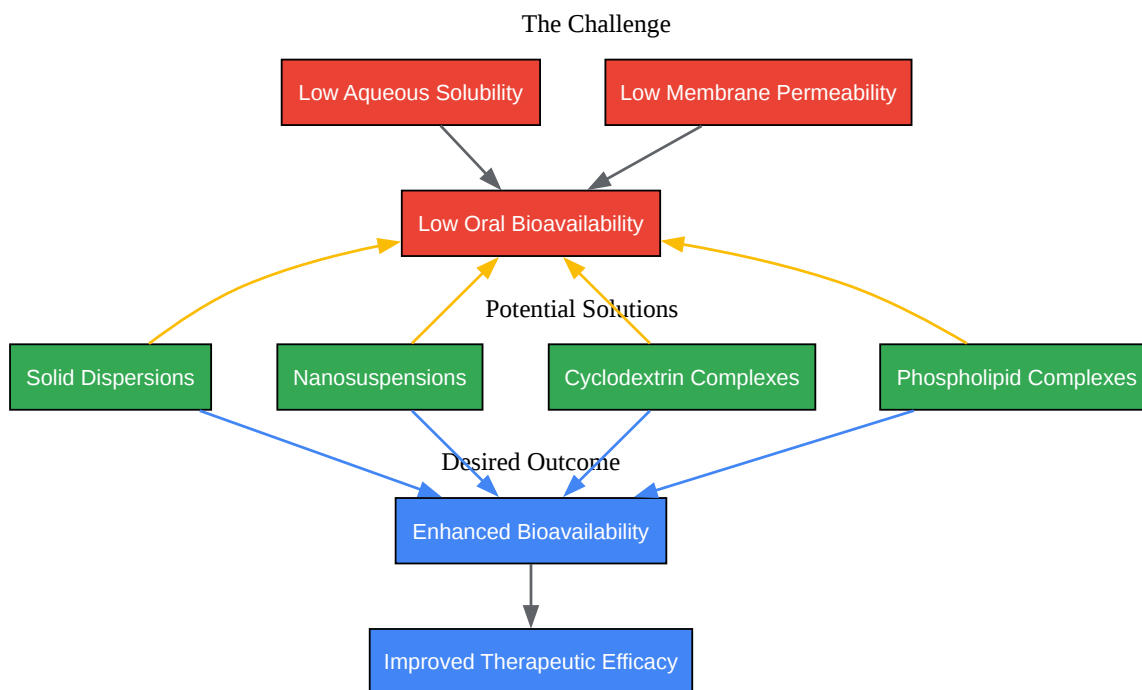 The Challenge
Low Aqueous Solubility
Low Membrane Permeability
Low Oral Bioavailability
Potential Solutions
Solid Dispersions
Nanosuspensions
Cyclodextrin Complexes
Phospholipid Complexes
Desired Outcome
Enhanced Bioavailability
Improved Therapeutic Efficacy